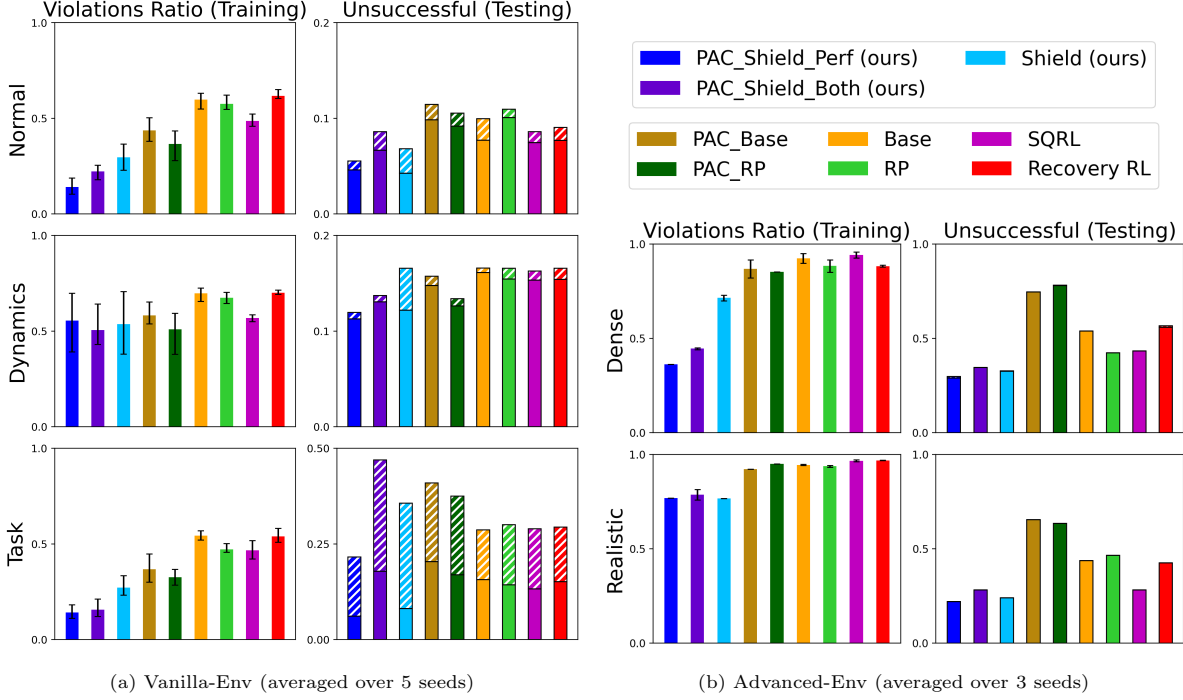 Violations Ratio (Training)
Unsuccessful (Testing)
Normal
1.0
0.5
0.0
0.2
0.1
0.0
Dynamics
1.0
0.5
0.0
0.2
0.1
0.0
Task
1.0
0.5
0.0
0.50
0.25
0.00
(a) Vanilla-Env (averaged over 5 seeds)
PAC_Shield_Perf (ours)
Shield (ours)
PAC_Shield_Both (ours)
PAC_Base
Base
SQRL
PAC_RP
RP
Recovery RL
Violations Ratio (Training)
Unsuccessful (Testing)
Dense
1.0
0.5
0.0
1.0
0.5
0.0
Realistic
1.0
0.5
0.0
1.0
0.5
0.0
(b) Advanced-Env (averaged over 3 seeds)